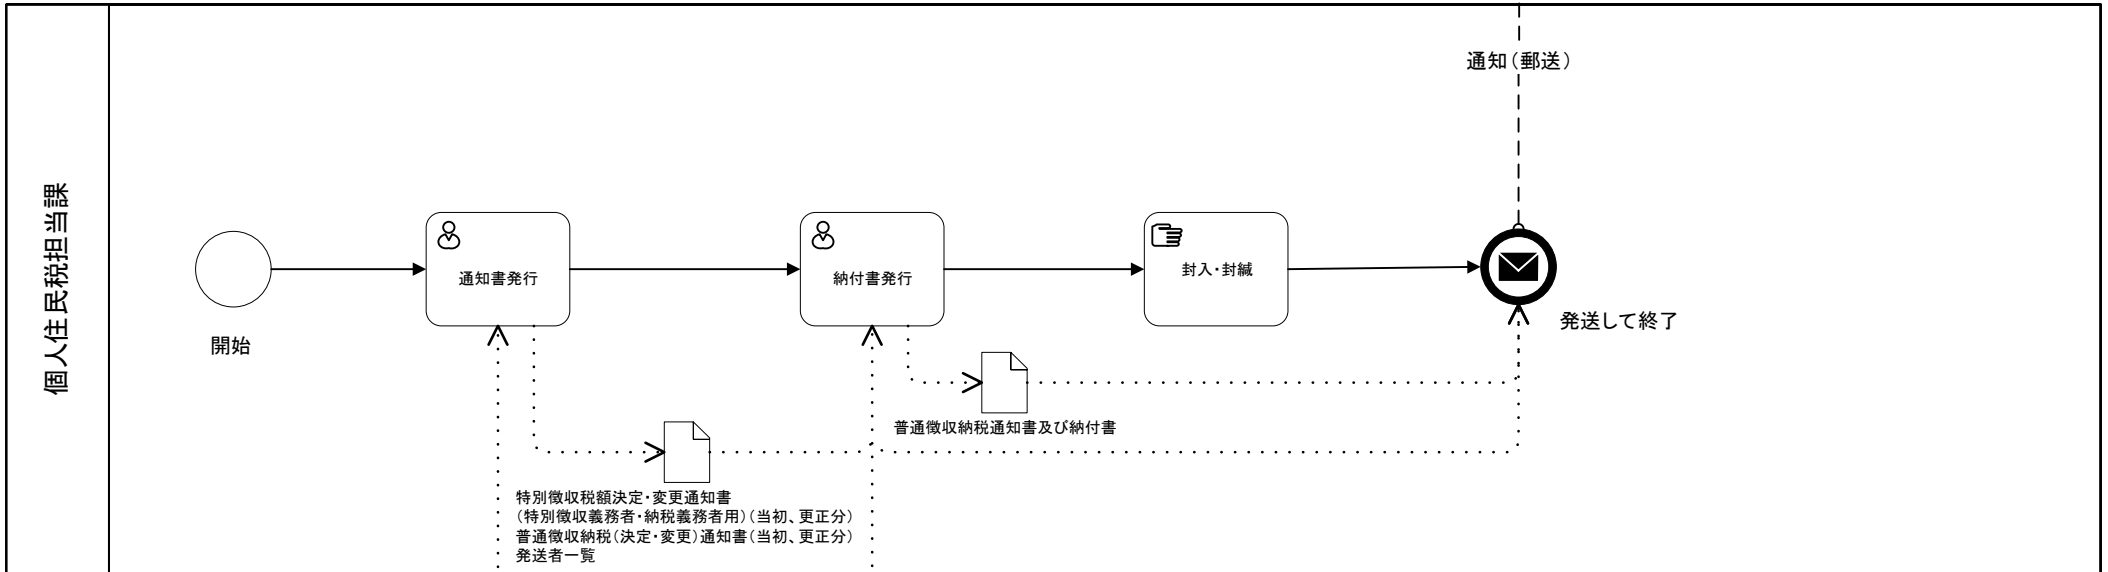 個人住民税担当課
通知（郵送）
開始
通知書発行
納付書発行
封入・封緘
発送して終了
普通徴収納税通知書及び納付書
特別徴収税額決定・変更通知書
（特別徴収義務者・納税義務者用）（当初、更正分）
普通徴収納税（決定・変更）通知書（当初、更正分）
発送者一覧